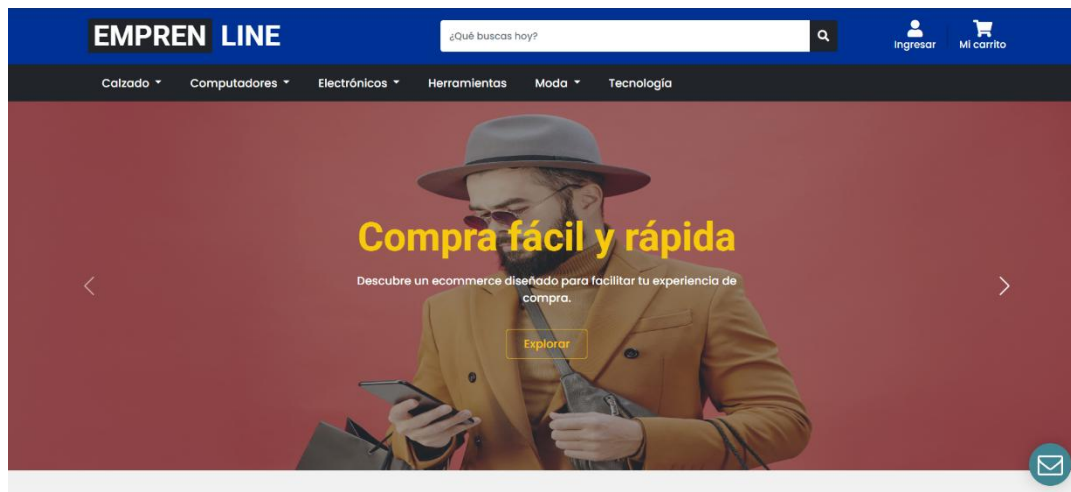 EMPREN LINE
¿Qué buscas hoy?
Ingresar
Mi carrito
Calzado
Computadores
Electrónicos
Herramientas
Moda
Tecnología
Compra fácil y rápida
Descubre un ecommerce diseñado para facilitar tu experiencia de
compra.
Explorar